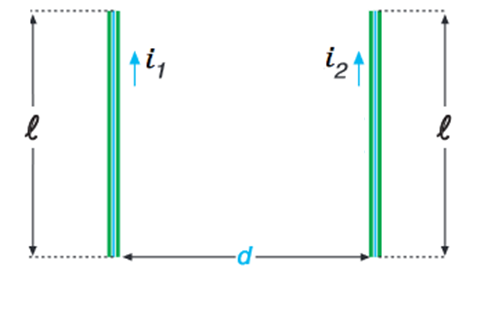 i₁
i₂
ℓ
ℓ
d